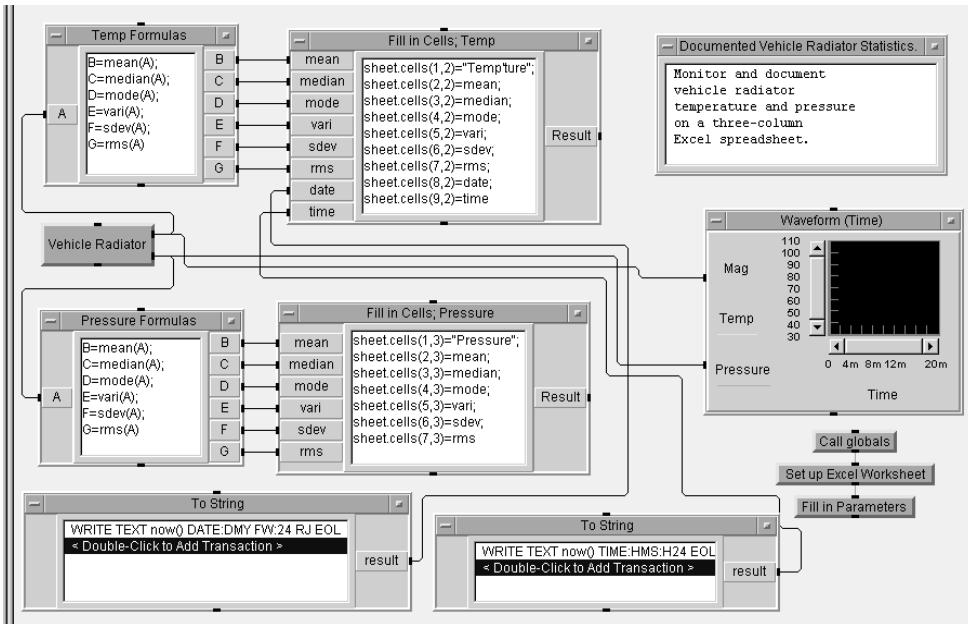 Temp Formulas
A
B=mean(A);
C=median(A);
D=mode(A);
E=vari(A);
F=sdev(A);
G=rms(A)
B
C
D
E
F
G
Fill in Cells; Temp
mean
median
mode
vari
sdev
rms
date
time
sheet.cells(1,2)="Temp'ture";
sheet.cells(2,2)=mean;
sheet.cells(3,2)=median;
sheet.cells(4,2)=mode;
sheet.cells(5,2)=vari;
sheet.cells(6,2)=sdev;
sheet.cells(7,2)=rms;
sheet.cells(8,2)=date;
sheet.cells(9,2)=time
Result
Documented Vehicle Radiator Statistics.
Monitor and document
vehicle radiator
temperature and pressure
on a three-column
Excel spreadsheet.
Vehicle Radiator
Waveform (Time)
Mag
Temp
Pressure
110
100
90
80
70
60
50
40
30
0 4m 8m 12m 20m
Time
Pressure Formulas
A
B=mean(A);
C=median(A);
D=mode(A);
E=vari(A);
F=sdev(A);
G=rms(A)
B
C
D
E
F
G
Fill in Cells; Pressure
mean
median
mode
vari
sdev
rms
sheet.cells(1,3)="Pressure";
sheet.cells(2,3)=mean;
sheet.cells(3,3)=median;
sheet.cells(4,3)=mode;
sheet.cells(5,3)=vari;
sheet.cells(6,3)=sdev;
sheet.cells(7,3)=rms
Result
Call globals
Set up Excel Worksheet
Fill in Parameters
To String
WRITE TEXT now() DATE:DMY FW:24 RJ EOL
< Double-Click to Add Transaction >
result
To String
WRITE TEXT now() TIME:HMS:H24 EOL
< Double-Click to Add Transaction >
result